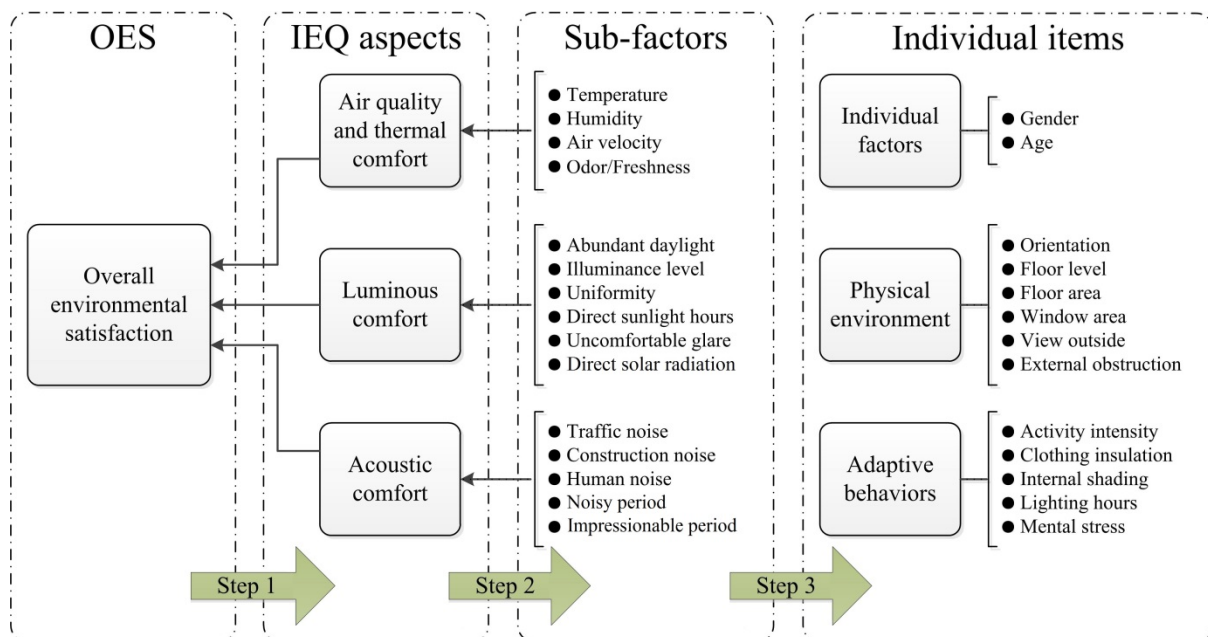 OES
IEQ aspects
Sub-factors
Individual items
Overall
environmental
satisfaction
Air quality
and thermal
comfort
Luminous
comfort
Acoustic
comfort
● Temperature
● Humidity
● Air velocity
● Odor/Freshness
● Abundant daylight
● Illuminance level
● Uniformity
● Direct sunlight hours
● Uncomfortable glare
● Direct solar radiation
● Traffic noise
● Construction noise
● Human noise
● Noisy period
● Impressionable period
Individual
factors
● Gender
● Age
Physical
environment
● Orientation
● Floor level
● Floor area
● Window area
● View outside
● External obstruction
Adaptive
behaviors
● Activity intensity
● Clothing insulation
● Internal shading
● Lighting hours
● Mental stress
Step 1
Step 2
Step 3